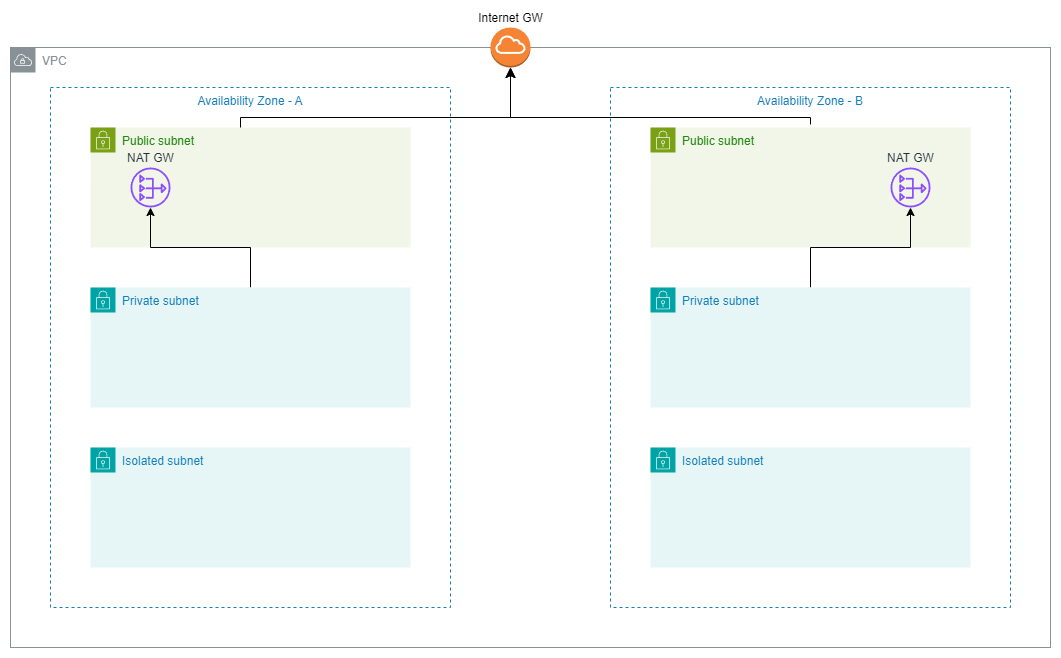 Internet GW
VPC
Availability Zone - A
Public subnet
NAT GW
Private subnet
Isolated subnet
Availability Zone - B
Public subnet
NAT GW
Private subnet
Isolated subnet